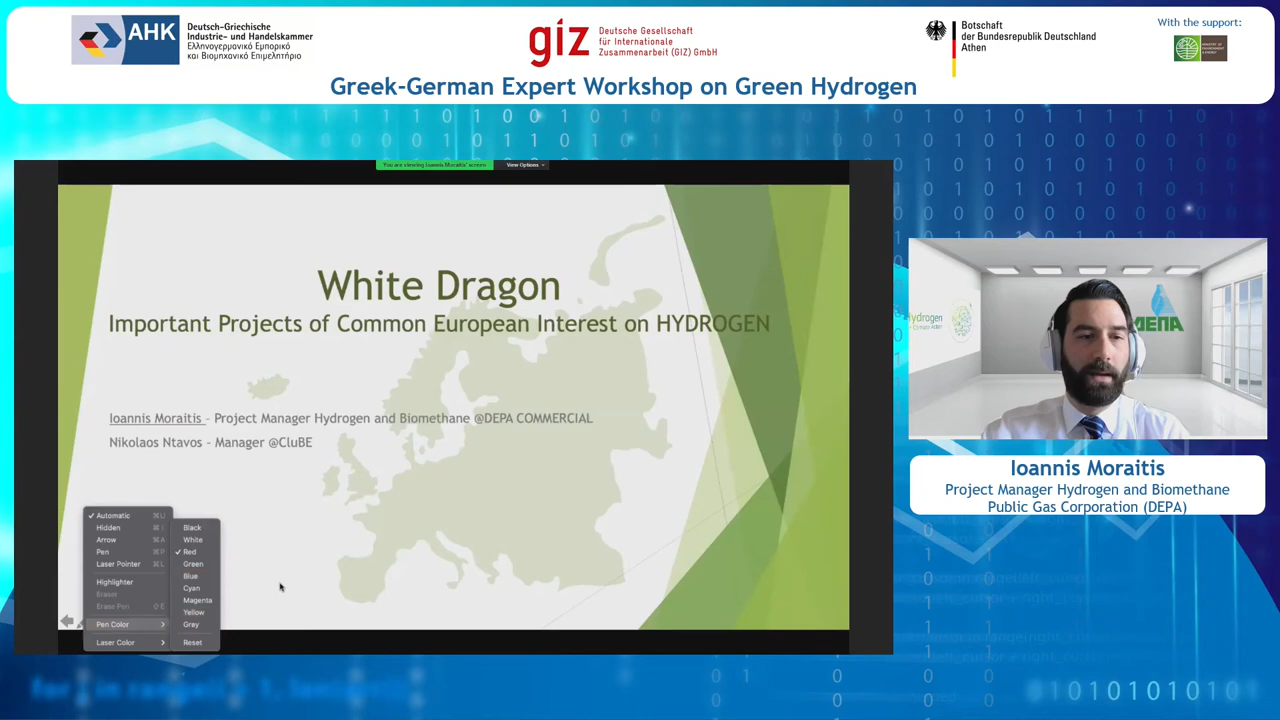 AHK
Deutsch-Griechische
Industrie- und Handelskammer
Ελληνογερμανικό Εμπορικό
και Βιομηχανικό Επιμελητήριο
giz
Deutsche Gesellschaft
für Internationale
Zusammenarbeit (GIZ) GmbH
Botschaft
der Bundesrepublik Deutschland
Athen
With the support:
Greek-German Expert Workshop on Green Hydrogen
You are viewing Ioannis Moraitis' screen
View Options
White Dragon
Important Projects of Common European Interest on HYDROGEN
Ioannis Moraitis – Project Manager Hydrogen and Biomethane @DEPA COMMERCIAL
Nikolaos Ntavos - Manager @CluBE
Automatic
Hidden
Arrow ⌘A
Pen ⌘P
Laser Pointer ⌘L
Highlighter
Eraser
Erase Pen ⇧E
Pen Color
Laser Color
Black
White
Red
Green
Blue
Cyan
Magenta
Yellow
Grey
Reset
ΔΕΠΑ
Ioannis Moraitis
Project Manager Hydrogen and Biomethane
Public Gas Corporation (DEPA)
010101010101